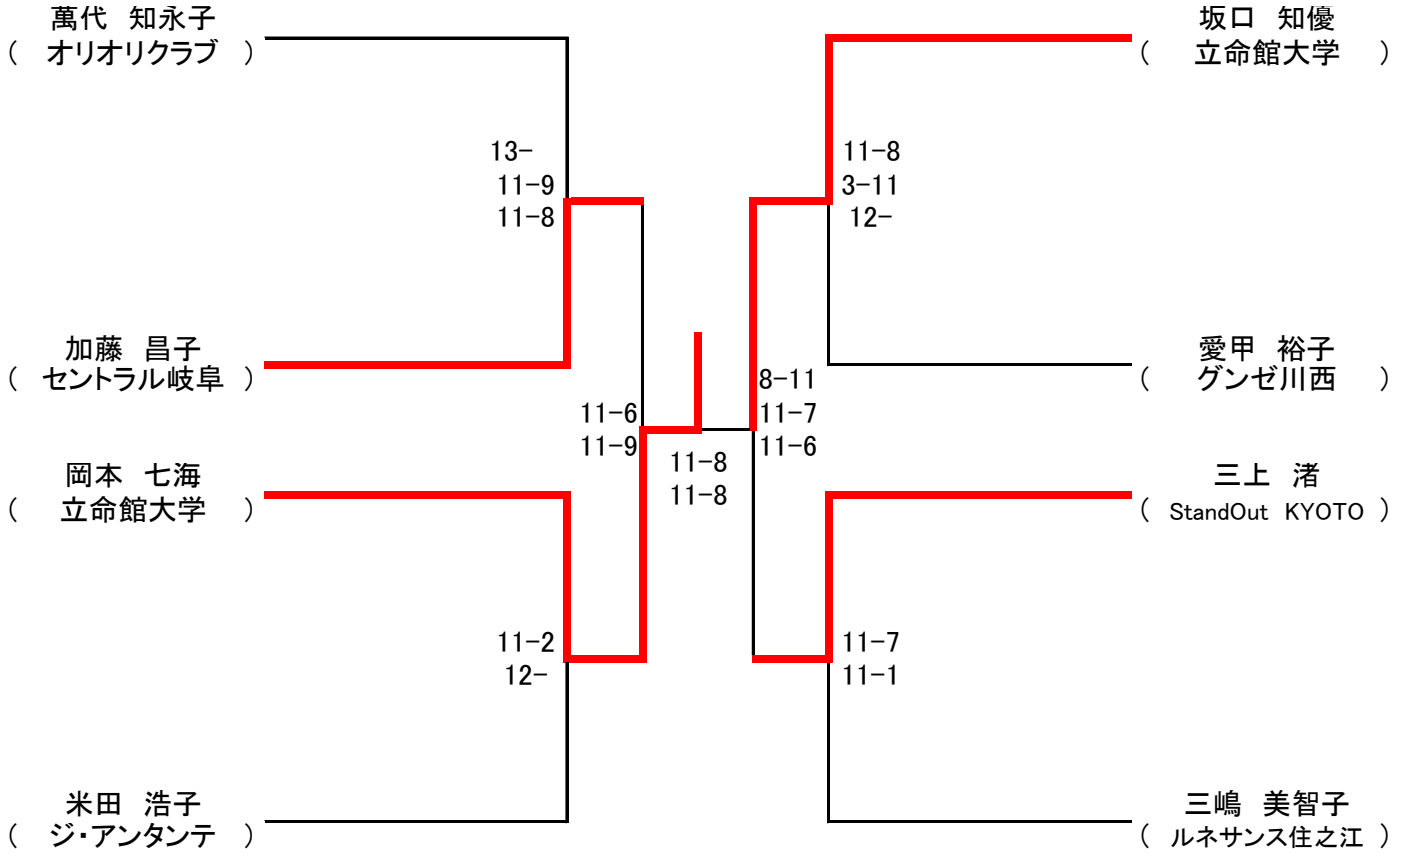 萬代 知永子
( オリオリクラブ )
坂口 知優
( 立命館大学 )
13-
11-9
11-8
11-8
3-11
12-
加藤 昌子
( セントラル岐阜 )
愛甲 裕子
( グンゼ川西 )
11-6
11-9
8-11
11-7
11-6
11-8
11-8
岡本 七海
( 立命館大学 )
三上 渚
( StandOut KYOTO )
11-2
12-
11-7
11-1
米田 浩子
( ジ・アンタンテ )
三嶋 美智子
( ルネサンス住之江 )